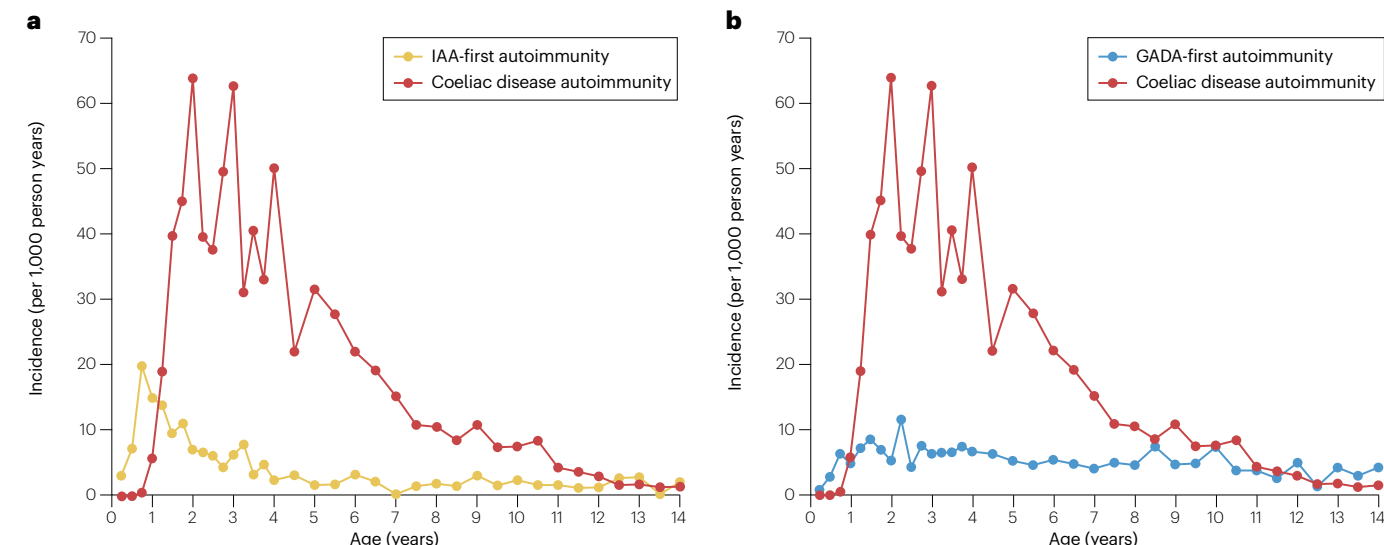 a
70
60
50
40
30
20
10
0
Incidence (per 1,000 person years)
IAA-first autoimmunity
Coeliac disease autoimmunity
0 1 2 3 4 5 6 7 8 9 10 11 12 13 14
Age (years)
b
70
60
50
40
30
20
10
0
Incidence (per 1,000 person years)
GADA-first autoimmunity
Coeliac disease autoimmunity
0 1 2 3 4 5 6 7 8 9 10 11 12 13 14
Age (years)